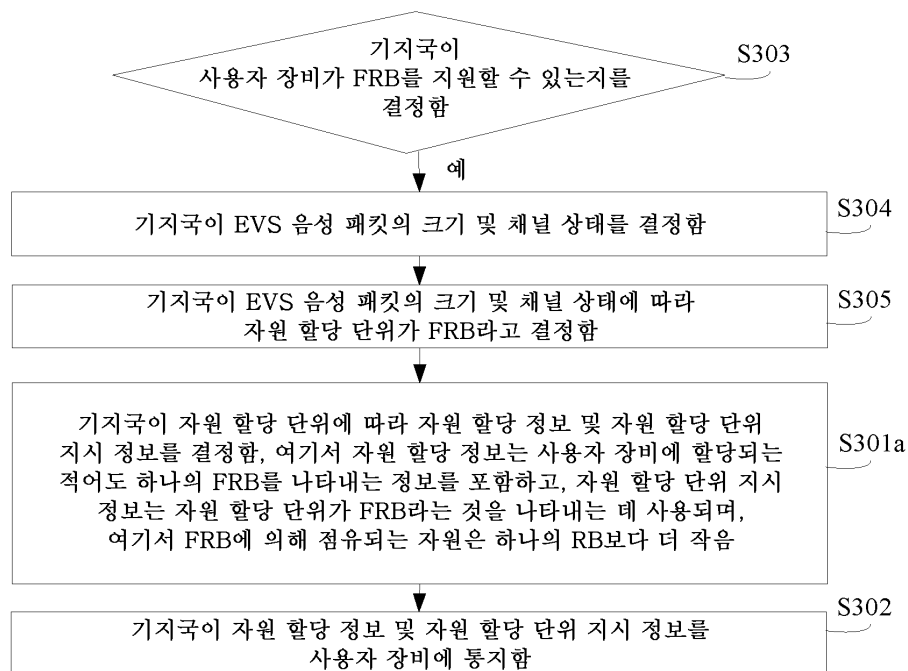 기지국이
사용자 장비가 FRB를 지원할 수 있는지를
결정함
S303
예
기지국이 EVS 음성 패킷의 크기 및 채널 상태를 결정함
S304
기지국이 EVS 음성 패킷의 크기 및 채널 상태에 따라
자원 할당 단위가 FRB라고 결정함
S305
기지국이 자원 할당 단위에 따라 자원 할당 정보 및 자원 할당 단위
지시 정보를 결정함, 여기서 자원 할당 정보는 사용자 장비에 할당되는
적어도 하나의 FRB를 나타내는 정보를 포함하고, 자원 할당 단위 지시
정보는 자원 할당 단위가 FRB라는 것을 나타내는 데 사용되며,
여기서 FRB에 의해 점유되는 자원은 하나의 RB보다 더 작음
S301a
기지국이 자원 할당 정보 및 자원 할당 단위 지시 정보를
사용자 장비에 통지함
S302